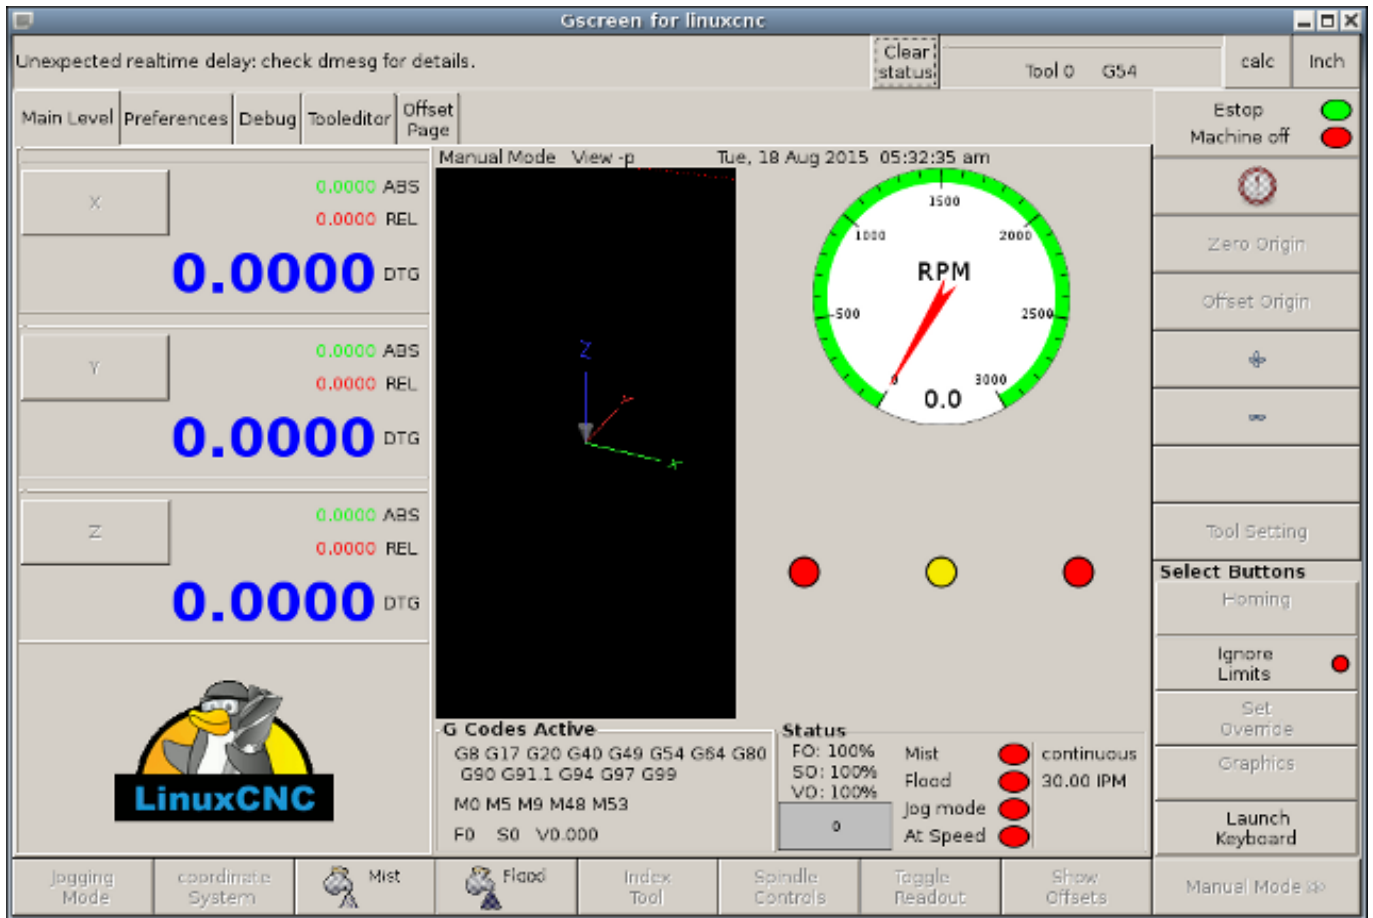 Gscreen for linuxcnc
Unexpected realtime delay: check dmesg for details.
Clear
status
Tool 0 G54
calc
Inch
Main Level
Preferences
Debug
Tooleditor
Offset
Page
Estop
Machine off
Manual Mode View -p Tue, 18 Aug 2015 05:32:35 am
X
0.0000 ABS
0.0000 REL
0.0000 DTG
Y
0.0000 ABS
0.0000 REL
0.0000 DTG
Z
0.0000 ABS
0.0000 REL
0.0000 DTG
LinuxCNC
Z
Y
X
1500
1000
2000
RPM
500
2500
0
3000
0.0
Zero Origin
Offset Origin
Tool Setting
Select Buttons
Homing
Ignore
Limits
Set
Override
Graphics
Launch
Keyboard
G Codes Active
G8 G17 G20 G40 G49 G54 G64 G80
G90 G91.1 G94 G97 G99
M0 M5 M9 M48 M53
F0 S0 V0.000
Status
FO: 100%
SO: 100%
VO: 100%
0
Mist
Flood
Jog mode
At Speed
continuous
30.00 IPM
Jogging
Mode
coordinate
System
Mist
Flood
Index
Tool
Spindle
Controls
Toggle
Readout
Show
Offsets
Manual Mode >>